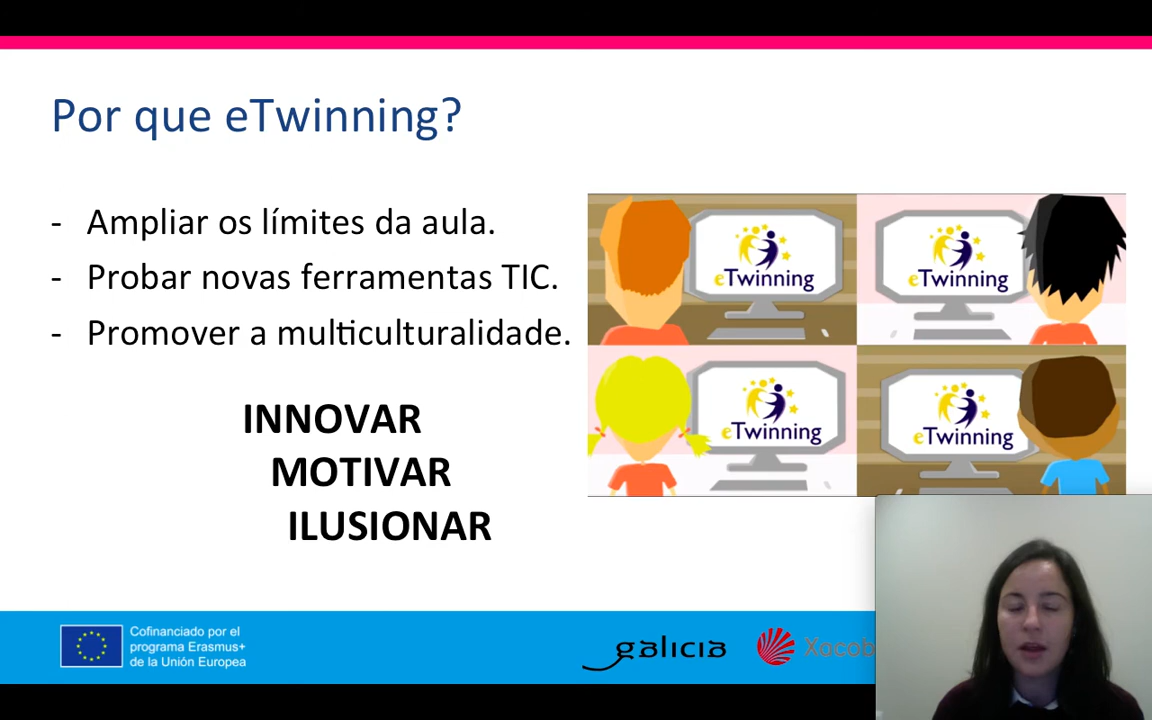 Por que eTwinning?
- Ampliar os límites da aula.
- Probar novas ferramentas TIC.
- Promover a multiculturalidade.
INNOVAR
MOTIVAR
ILUSIONAR
eTwinning
eTwinning
eTwinning
eTwinning
Cofinanciado por el
programa Erasmus+
de la Unión Europea
galicia
Xacob